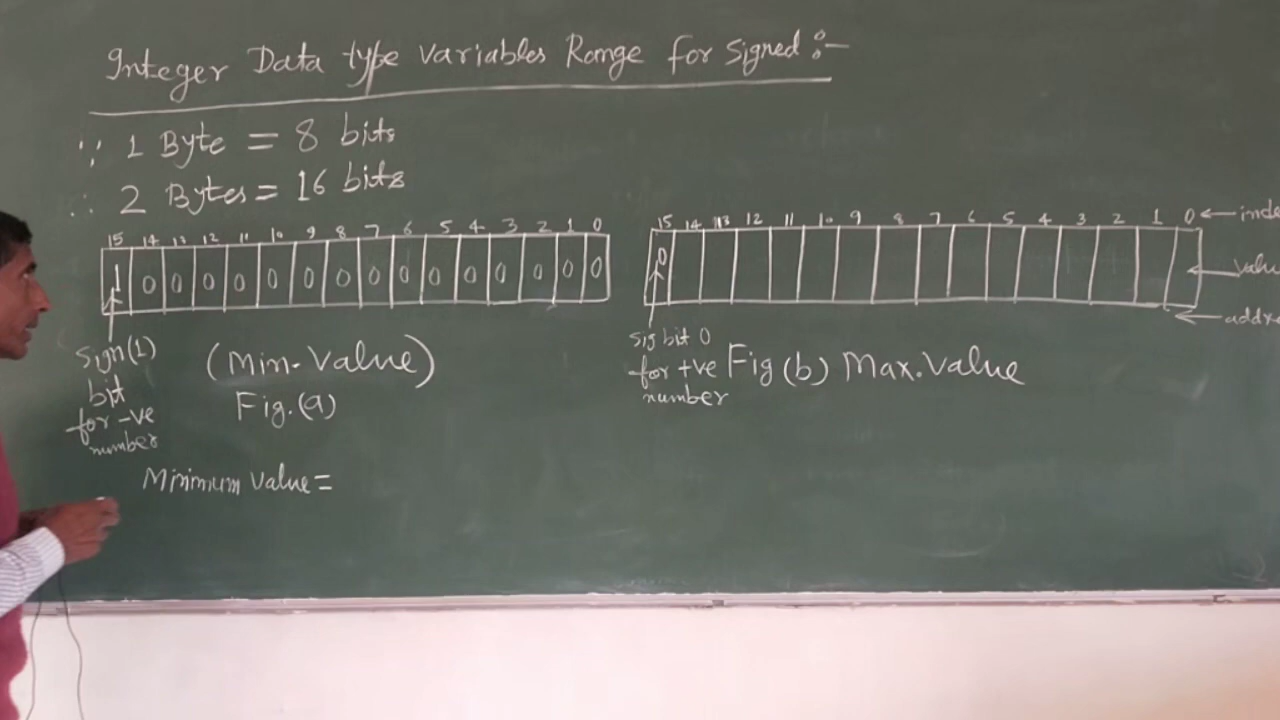 Integer Data type Variables Range for Signed :-
∵ 1 Byte = 8 bits
∴ 2 Bytes = 16 bits
15 14 13 12 11 10 9 8 7 6 5 4 3 2 1 0
1 0 0 0 0 0 0 0 0 0 0 0 0 0 0 0
sign(1)
bit
for -ve
number
(Min. Value)
Fig.(a)
15 14 13 12 11 10 9 8 7 6 5 4 3 2 1 0 ← inde
0
← valu
← addre
sig bit 0
for +ve
number
Fig (b) Max. Value
Minimum Value =